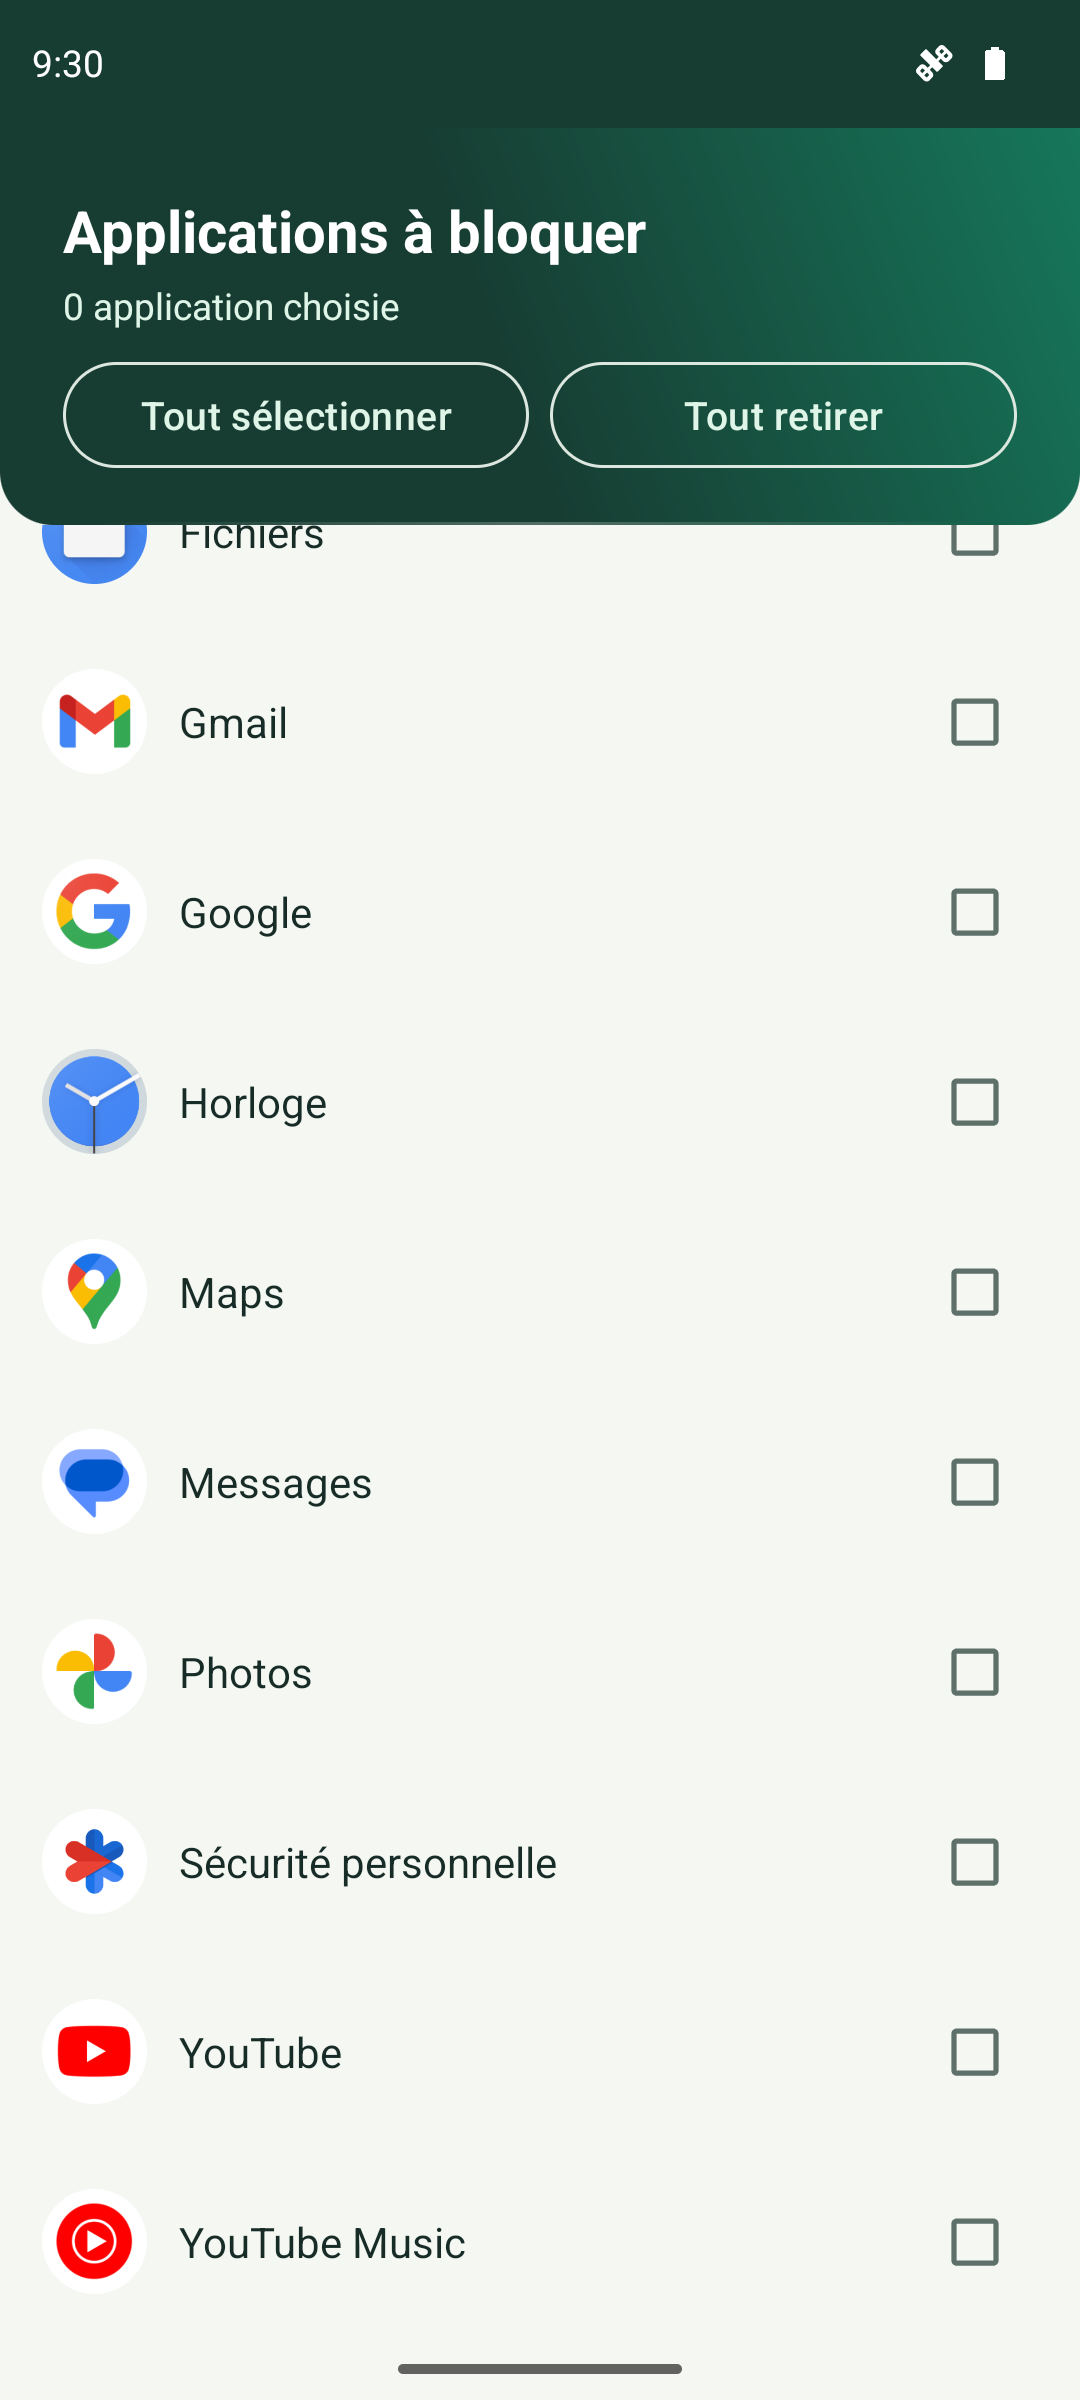 9:30
Applications à bloquer
0 application choisie
Tout sélectionner
Tout retirer
Fichiers
Gmail
Google
Horloge
Maps
Messages
Photos
Sécurité personnelle
YouTube
YouTube Music